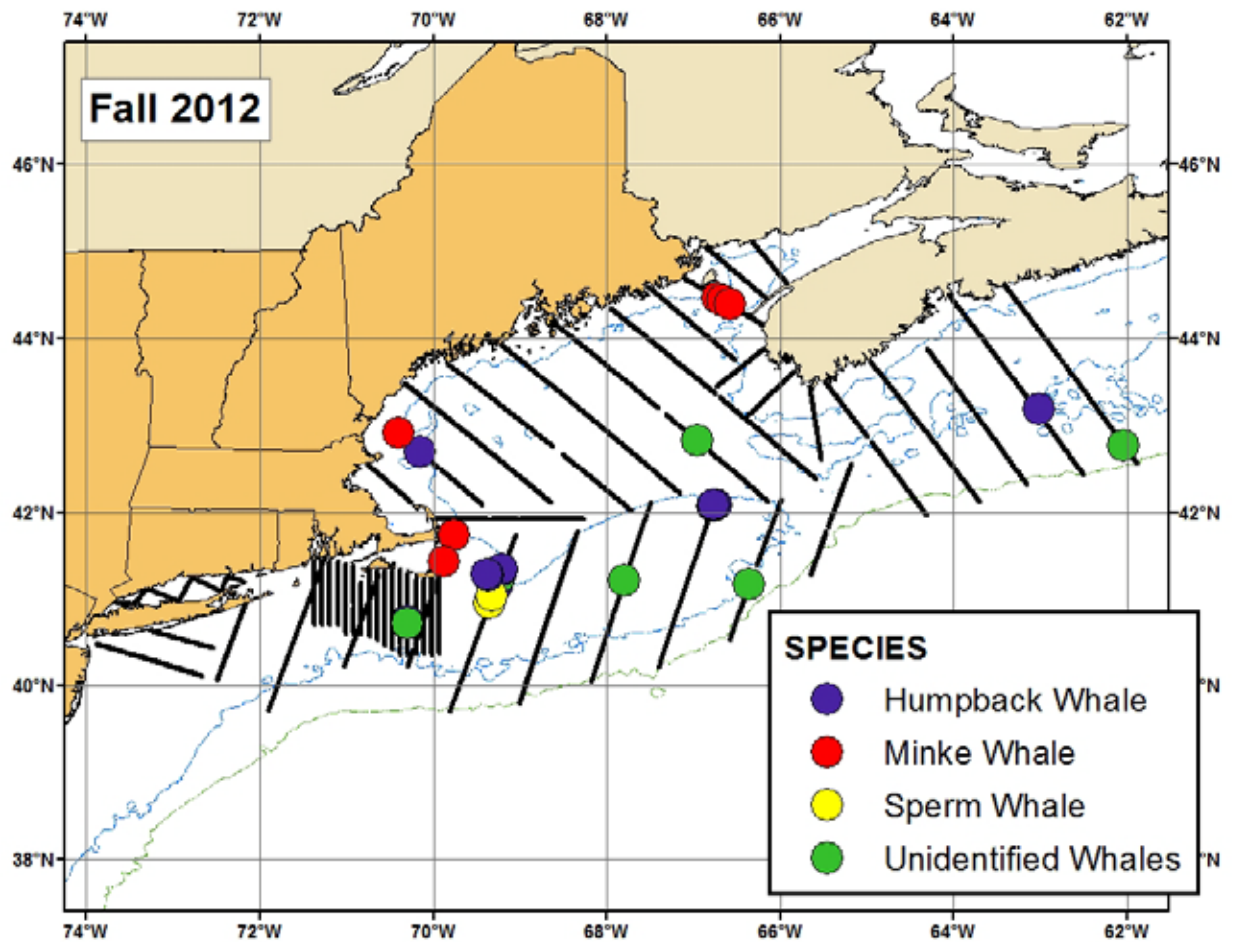 74°W 72°W 70°W 68°W 66°W 64°W 62°W
Fall 2012
46°N 46°N
44°N 44°N
42°N 42°N
40°N °N
38°N °N
SPECIES
Humpback Whale
Minke Whale
Sperm Whale
Unidentified Whales
74°W 72°W 70°W 68°W 66°W 64°W 62°W